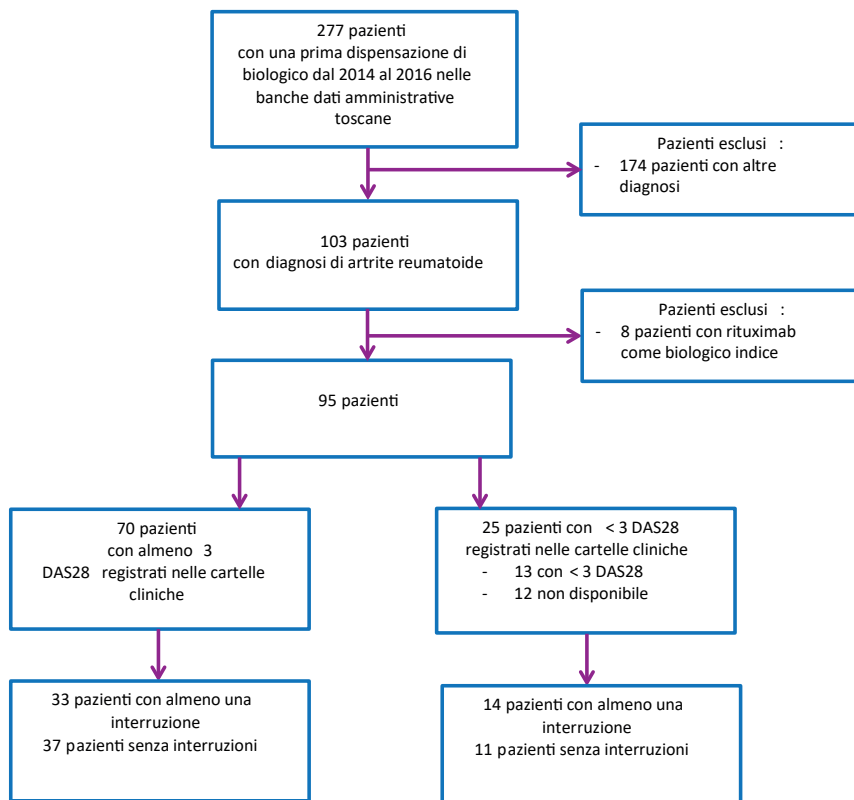 277 pazienti
con una prima dispensazione di
biologico dal 2014 al 2016 nelle
banche dati amministrative
toscane
Pazienti esclusi :
- 174 pazienti con altre
diagnosi
103 pazienti
con diagnosi di artrite reumatoide
Pazienti esclusi :
- 8 pazienti con rituximab
come biologico indice
95 pazienti
70 pazienti
con almeno 3
DAS28 registrati nelle cartelle
cliniche
25 pazienti con < 3 DAS28
registrati nelle cartelle cliniche
- 13 con < 3 DAS28
- 12 non disponibile
33 pazienti con almeno una
interruzione
37 pazienti senza interruzioni
14 pazienti con almeno una
interruzione
11 pazienti senza interruzioni